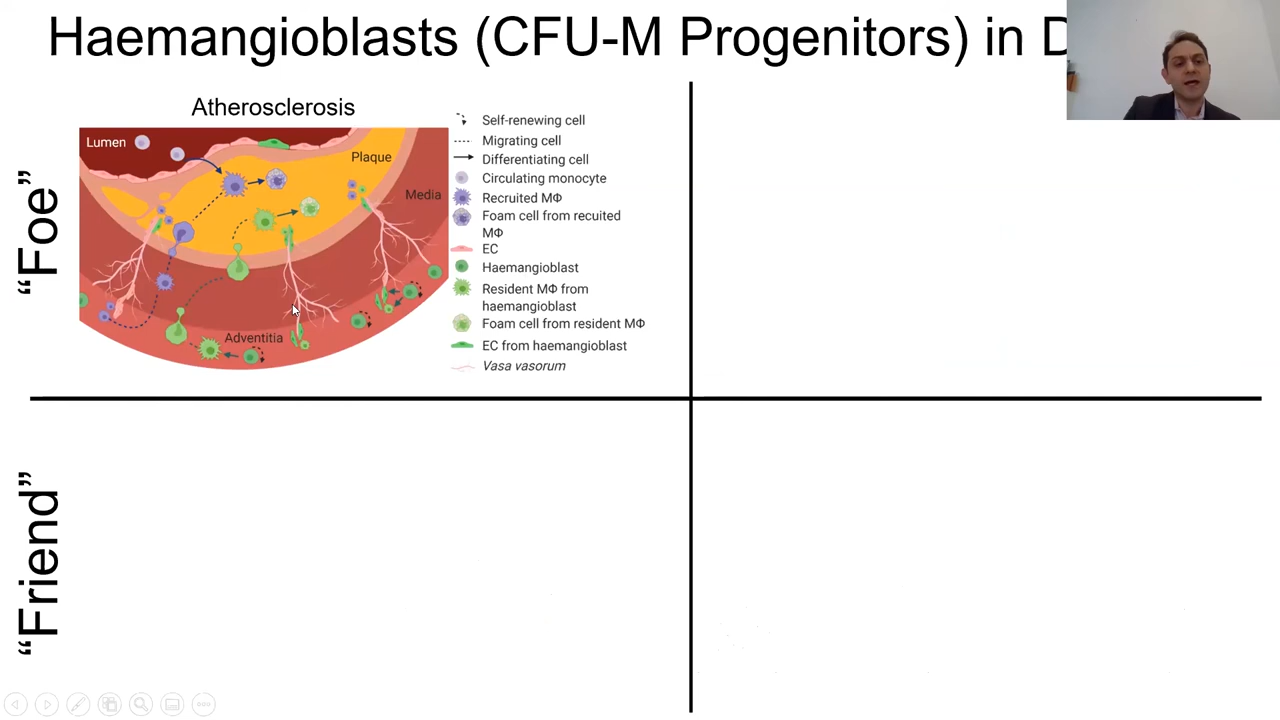 Haemangioblasts (CFU-M Progenitors) in
Atherosclerosis
“Foe”
Lumen
Plaque
Media
Adventitia
Self-renewing cell
Migrating cell
Differentiating cell
Circulating monocyte
Recruited MΦ
Foam cell from recuited
MΦ
EC
Haemangioblast
Resident MΦ from
haemangioblast
Foam cell from resident MΦ
EC from haemangioblast
Vasa vasorum
“Friend”